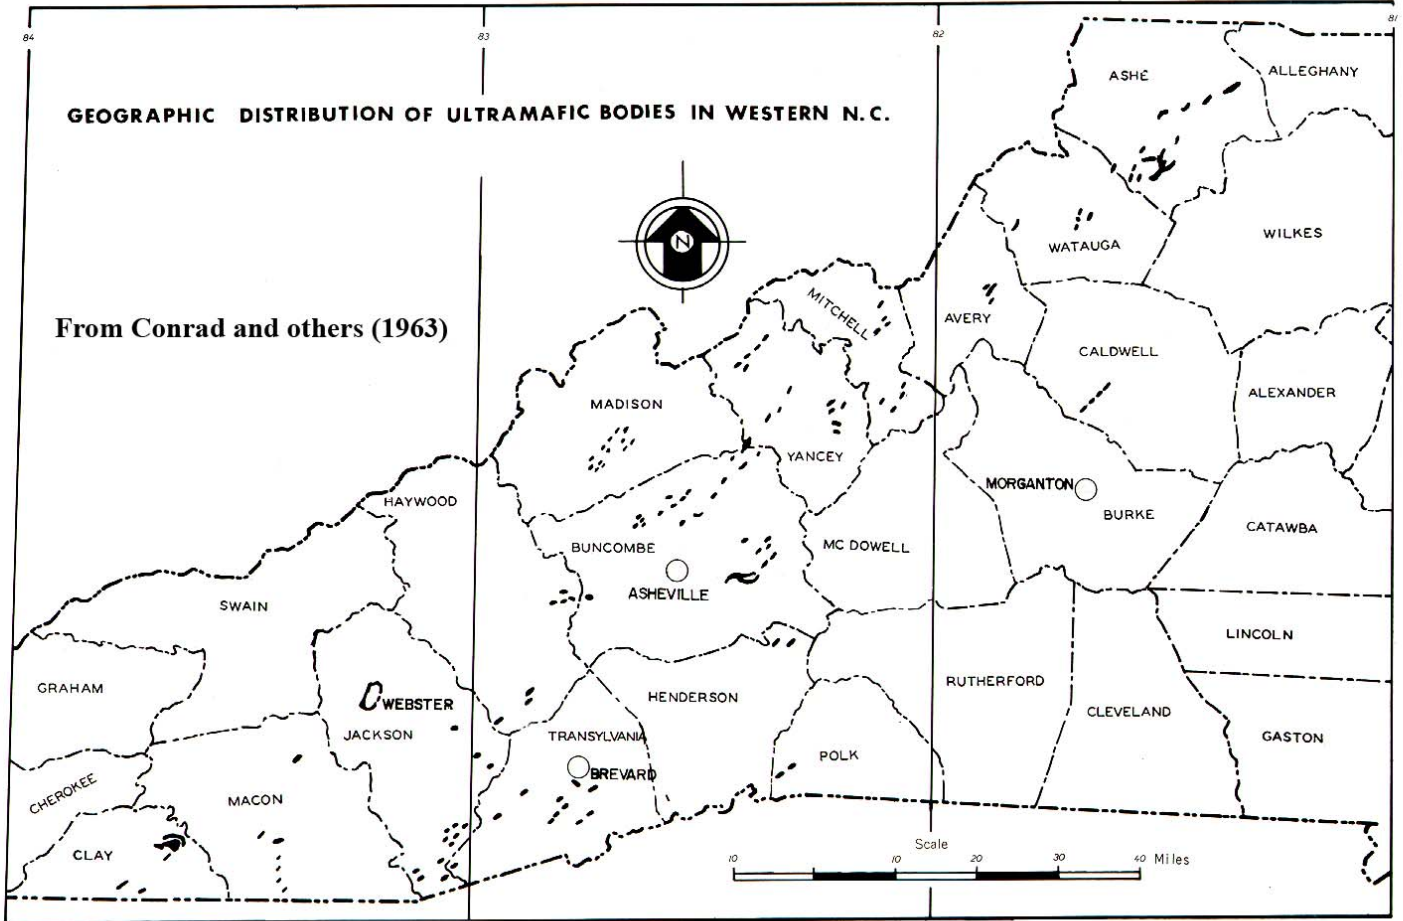 84
83
82
81
ASHE
ALLEGHANY
GEOGRAPHIC DISTRIBUTION OF ULTRAMAFIC BODIES IN WESTERN N.C.
N
WATAUGA
WILKES
From Conrad and others (1963)
MITCHELL
AVERY
CALDWELL
ALEXANDER
MADISON
YANCEY
HAYWOOD
MORGANTON
BURKE
CATAWBA
BUNCOMBE
MC DOWELL
ASHEVILLE
SWAIN
LINCOLN
GRAHAM
WEBSTER
HENDERSON
RUTHERFORD
CLEVELAND
JACKSON
TRANSYLVANIA
GASTON
POLK
BREVARD
CHEROKEE
MACON
CLAY
Scale
10 10 20 30 40 Miles